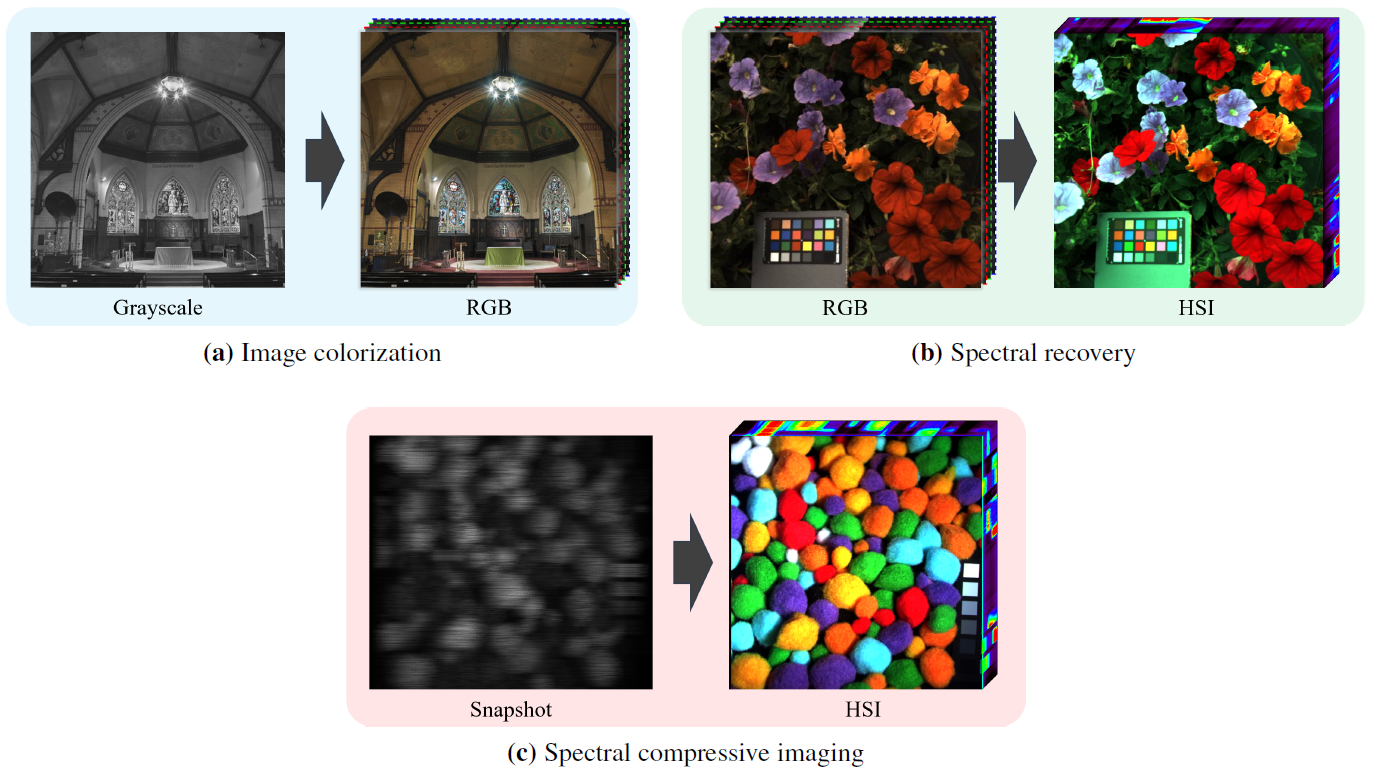 Grayscale
RGB
(a) Image colorization
RGB
HSI
(b) Spectral recovery
Snapshot
HSI
(c) Spectral compressive imaging